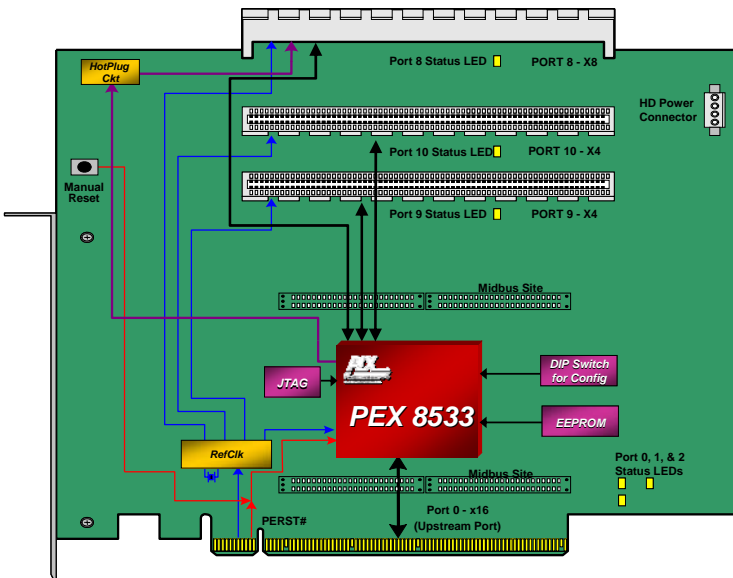 HotPlug
Ckt
Port 8 Status LED
PORT 8 - X8
HD Power
Connector
Port 10 Status LED
PORT 10 - X4
Manual
Reset
Port 9 Status LED
PORT 9 - X4
Midbus Site
PLX
JTAG
PEX 8533
DIP Switch
for Config
EEPROM
RefClk
Midbus Site
Port 0, 1, & 2
Status LEDs
Port 0 - x16
(Upstream Port)
PERST#